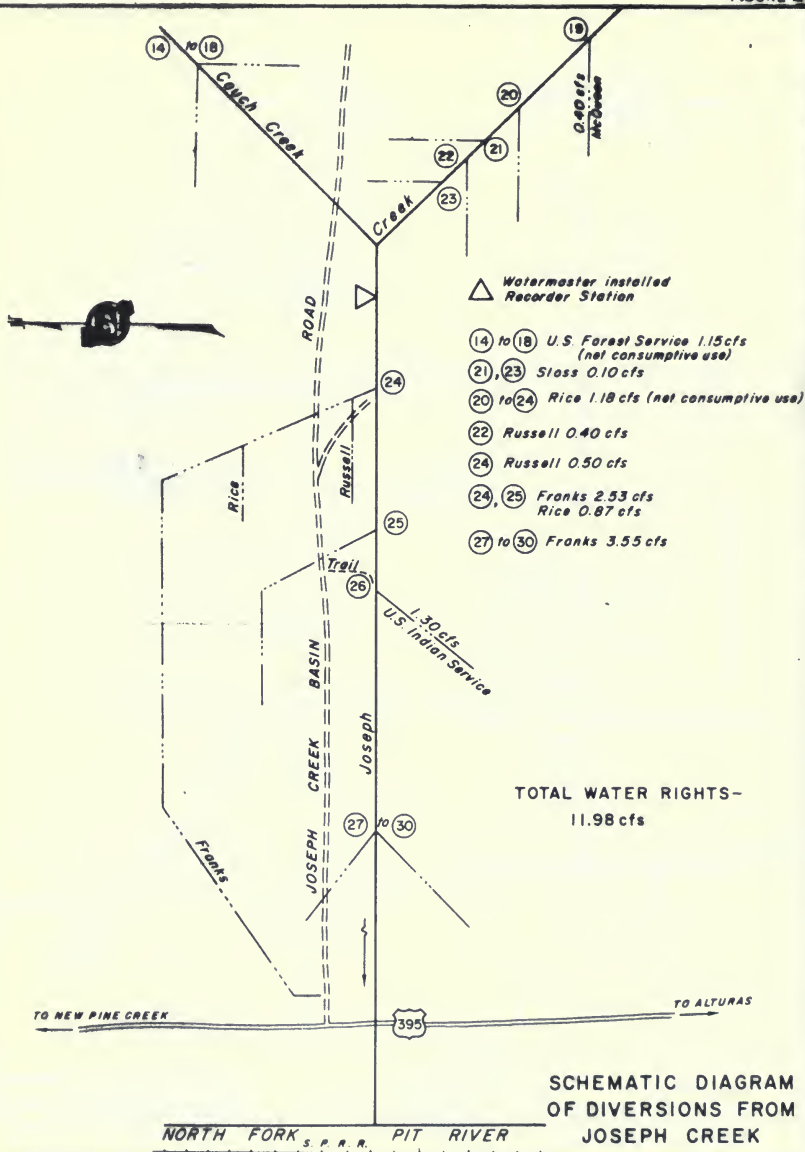 14 to 18
Couch Creek
19
0.40 cfs
McQueen
20
21
22
23
Creek
Watermaster installed
Recorder Station
ROAD
14 to 18 U.S. Forest Service 1.15 cfs
(net consumptive use)
21, 23 Sloss 0.10 cfs
20 to 24 Rice 1.18 cfs (net consumptive use)
22 Russell 0.40 cfs
24 Russell 0.50 cfs
24, 25 Franks 2.53 cfs
Rice 0.87 cfs
27 to 30 Franks 3.55 cfs
24
Rice
Russell
25
Trail
26
1.30 cfs
U.S. Indian Service
JOSEPH CREEK BASIN
Joseph
TOTAL WATER RIGHTS-
11.98 cfs
27 to 30
Franks
TO NEW PINE CREEK
395
TO ALTURAS
SCHEMATIC DIAGRAM
OF DIVERSIONS FROM
JOSEPH CREEK
NORTH FORK PIT RIVER
S. P. R. R.